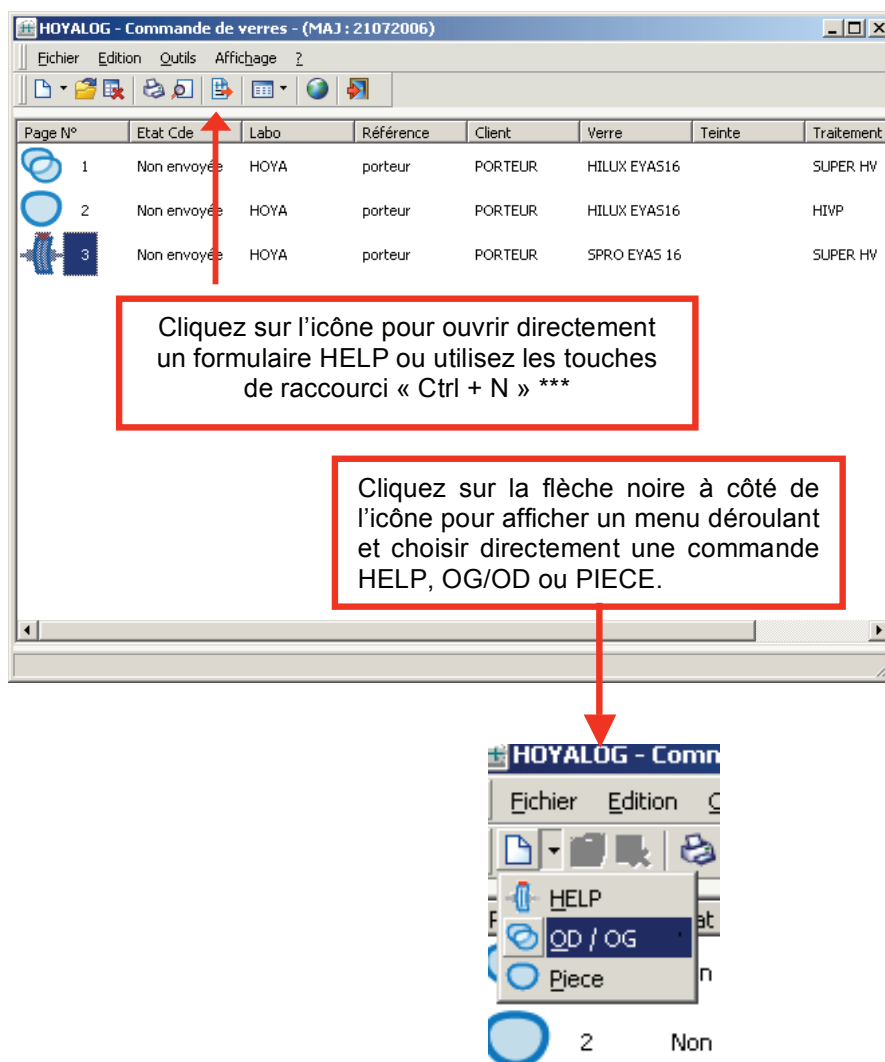 HOYALOG - Commande de verres - (MAJ : 21072006)
Fichier Edition Outils Affichage ?
Page N° Etat Cde Labo Référence Client Verre Teinte Traitement
1 Non envoyée HOYA porteur PORTEUR HILUX EYAS16 SUPER HV
2 Non envoyée HOYA porteur PORTEUR HILUX EYAS16 HIVP
3 Non envoyée HOYA porteur PORTEUR SPRO EYAS 16 SUPER HV
Cliquez sur l’icône pour ouvrir directement
un formulaire HELP ou utilisez les touches
de raccourci « Ctrl + N » ***
Cliquez sur la flèche noire à côté de
l’icône pour afficher un menu déroulant
et choisir directement une commande
HELP, OG/OD ou PIECE.
HOYALOG - Comm
Fichier Edition
HELP
at
OD / OG
Piece n
2 Non